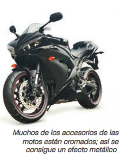 Muchos de los accesorios de las
motos están cromados; así se
consigue un efecto metálico